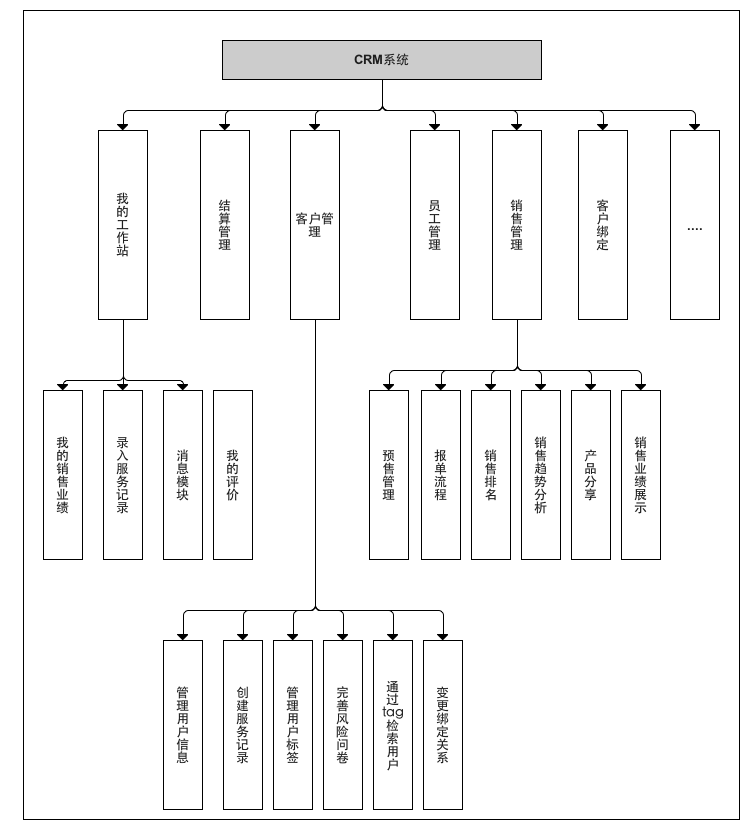 CRM系统
我的工作站
结算管理
客户管
理
员工管理
销售管理
客户绑定
....
我的销售业绩
录入服务记录
消息模块
我的评价
预售管理
报单流程
销售排名
销售趋势分析
产品分享
销售业绩展示
管理用户信息
创建服务记录
管理用户标签
完善风险问卷
通过tag检索用户
变更绑定关系